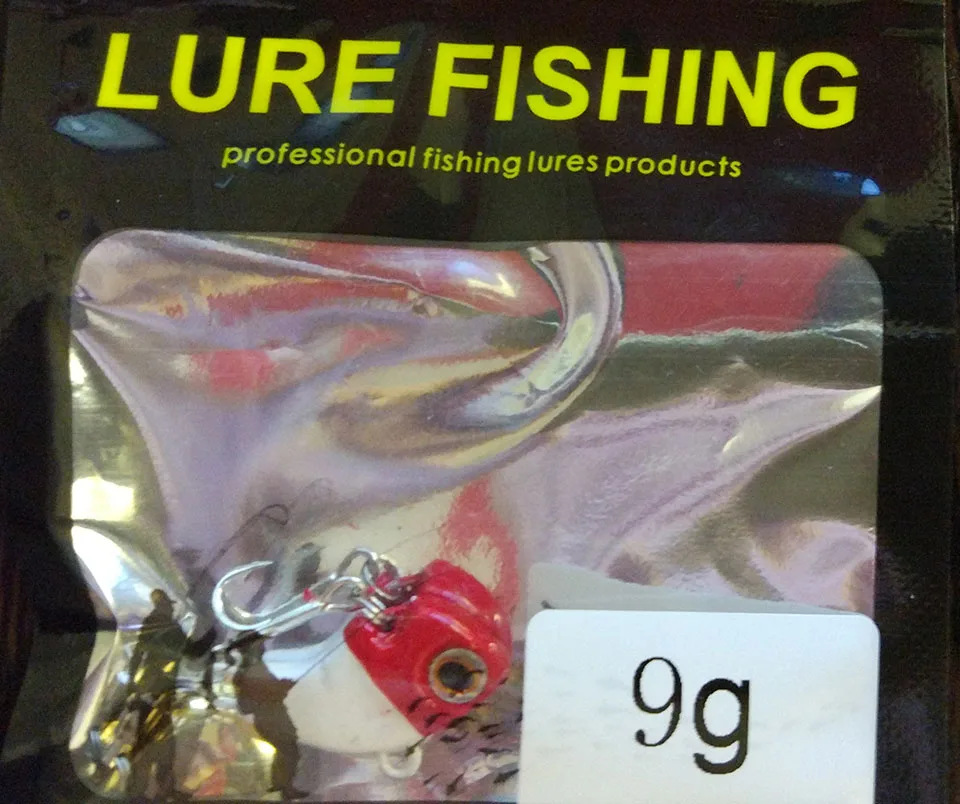 LURE FISHING
professional fishing lures products
9g